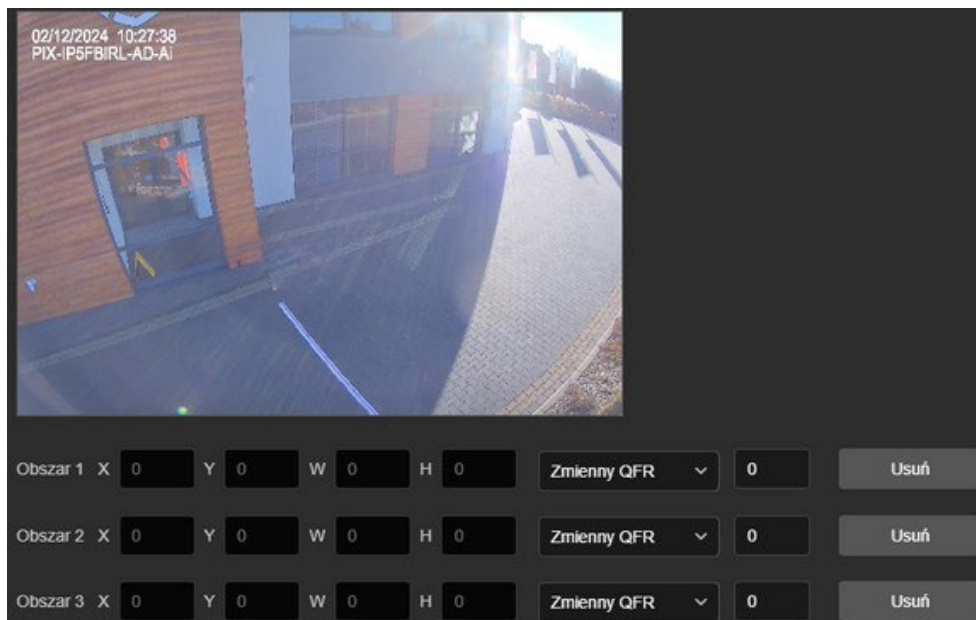 02/12/2024 10:27:38
PIX-IP5FBIRL-AD-Ai
Obszar 1 X 0 Y 0 W 0 H 0 Zmienny QFR 0 Usuń
Obszar 2 X 0 Y 0 W 0 H 0 Zmienny QFR 0 Usuń
Obszar 3 X 0 Y 0 W 0 H 0 Zmienny QFR 0 Usuń